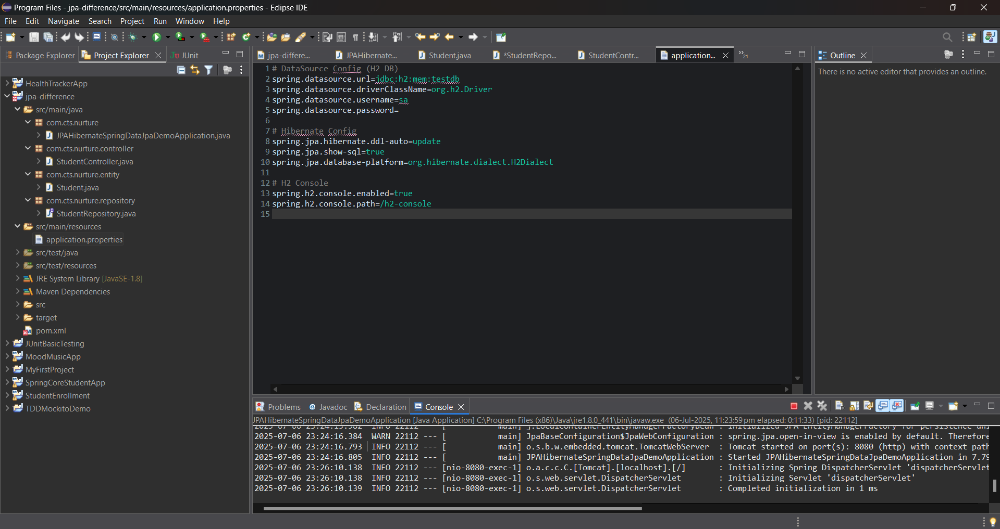 Program Files - jpa-difference/src/main/resources/application.properties - Eclipse IDE
File Edit Navigate Search Project Run Window Help
Package Explorer Project Explorer JUnit
HealthTrackerApp
jpa-difference
src/main/java
com.cts.nurture
JPAHibernateSpringDataJpaDemoApplication.java
com.cts.nurture.controller
StudentController.java
com.cts.nurture.entity
Student.java
com.cts.nurture.repository
StudentRepository.java
src/main/resources
application.properties
src/test/java
src/test/resources
JRE System Library [JavaSE-1.8]
Maven Dependencies
src
target
pom.xml
JUnitBasicTesting
MoodMusicApp
MyFirstProject
SpringCoreStudentApp
StudentEnrollment
TDDMockitoDemo
jpa-differe... JPAHibernate... Student.java *StudentRepo... StudentContr... application... »21
1 # DataSource Config (H2 DB)
2 spring.datasource.url=jdbc:h2:mem:testdb
3 spring.datasource.driverClassName=org.h2.Driver
4 spring.datasource.username=sa
5 spring.datasource.password=
6
7 # Hibernate Config
8 spring.jpa.hibernate.ddl-auto=update
9 spring.jpa.show-sql=true
10 spring.jpa.database-platform=org.hibernate.dialect.H2Dialect
11
12 # H2 Console
13 spring.h2.console.enabled=true
14 spring.h2.console.path=/h2-console
15
Outline
There is no active editor that provides an outline.
Problems Javadoc Declaration Console
JPAHibernateSpringDataJpaDemoApplication [Java Application] C:\Program Files (x86)\Java\jre1.8.0_441\bin\javaw.exe (06-Jul-2025, 11:23:59 pm elapsed: 0:11:33) [pid: 22112]
2025-07-06 23:24:16.384 WARN 22112 --- [ main] JpaBaseConfiguration$JpaWebConfiguration : spring.jpa.open-in-view is enabled by default. Therefore
2025-07-06 23:24:16.793 INFO 22112 --- [ main] o.s.b.w.embedded.tomcat.TomcatWebServer : Tomcat started on port(s): 8080 (http) with context path
2025-07-06 23:24:16.805 INFO 22112 --- [ main] JPAHibernateSpringDataJpaDemoApplication : Started JPAHibernateSpringDataJpaDemoApplication in 7.79
2025-07-06 23:26:10.138 INFO 22112 --- [nio-8080-exec-1] o.a.c.c.C.[Tomcat].[localhost].[/] : Initializing Spring DispatcherServlet 'dispatcherServlet
2025-07-06 23:26:10.138 INFO 22112 --- [nio-8080-exec-1] o.s.web.servlet.DispatcherServlet : Initializing Servlet 'dispatcherServlet'
2025-07-06 23:26:10.139 INFO 22112 --- [nio-8080-exec-1] o.s.web.servlet.DispatcherServlet : Completed initialization in 1 ms